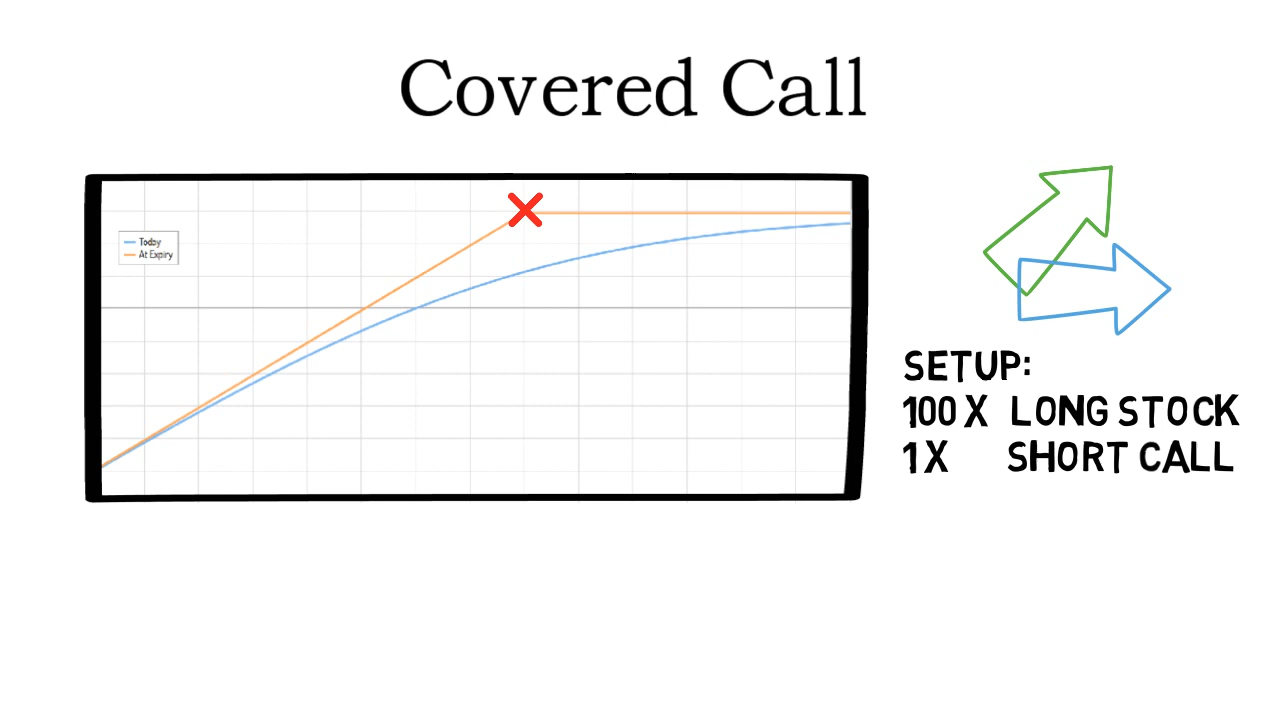 Covered Call
Today
At Expiry
SETUP:
100 X LONG STOCK
1 X SHORT CALL